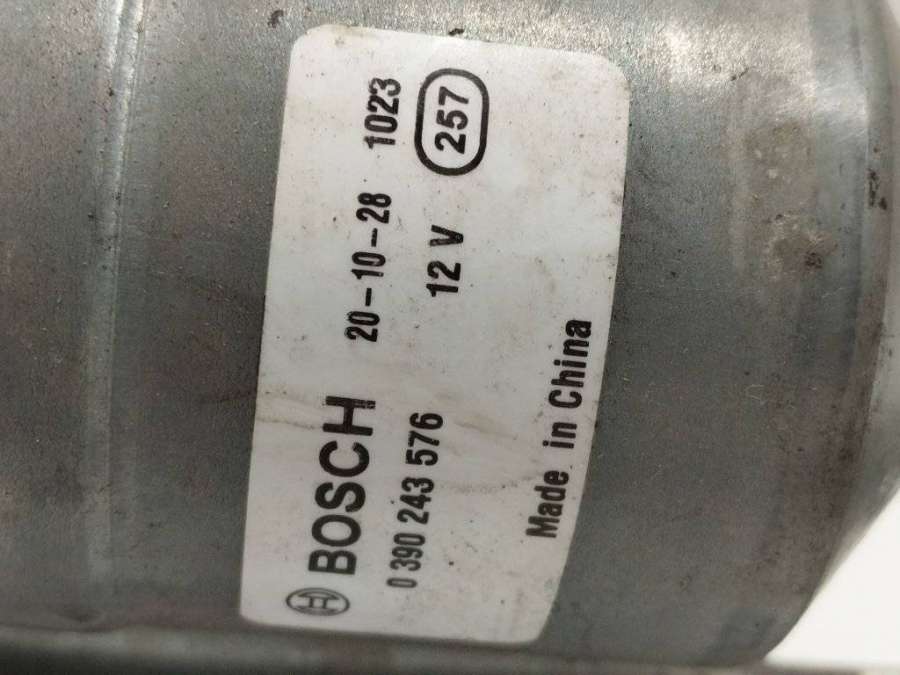 BOSCH 20-10-28 1023
0 390 243 576 12 V 257
Made in China